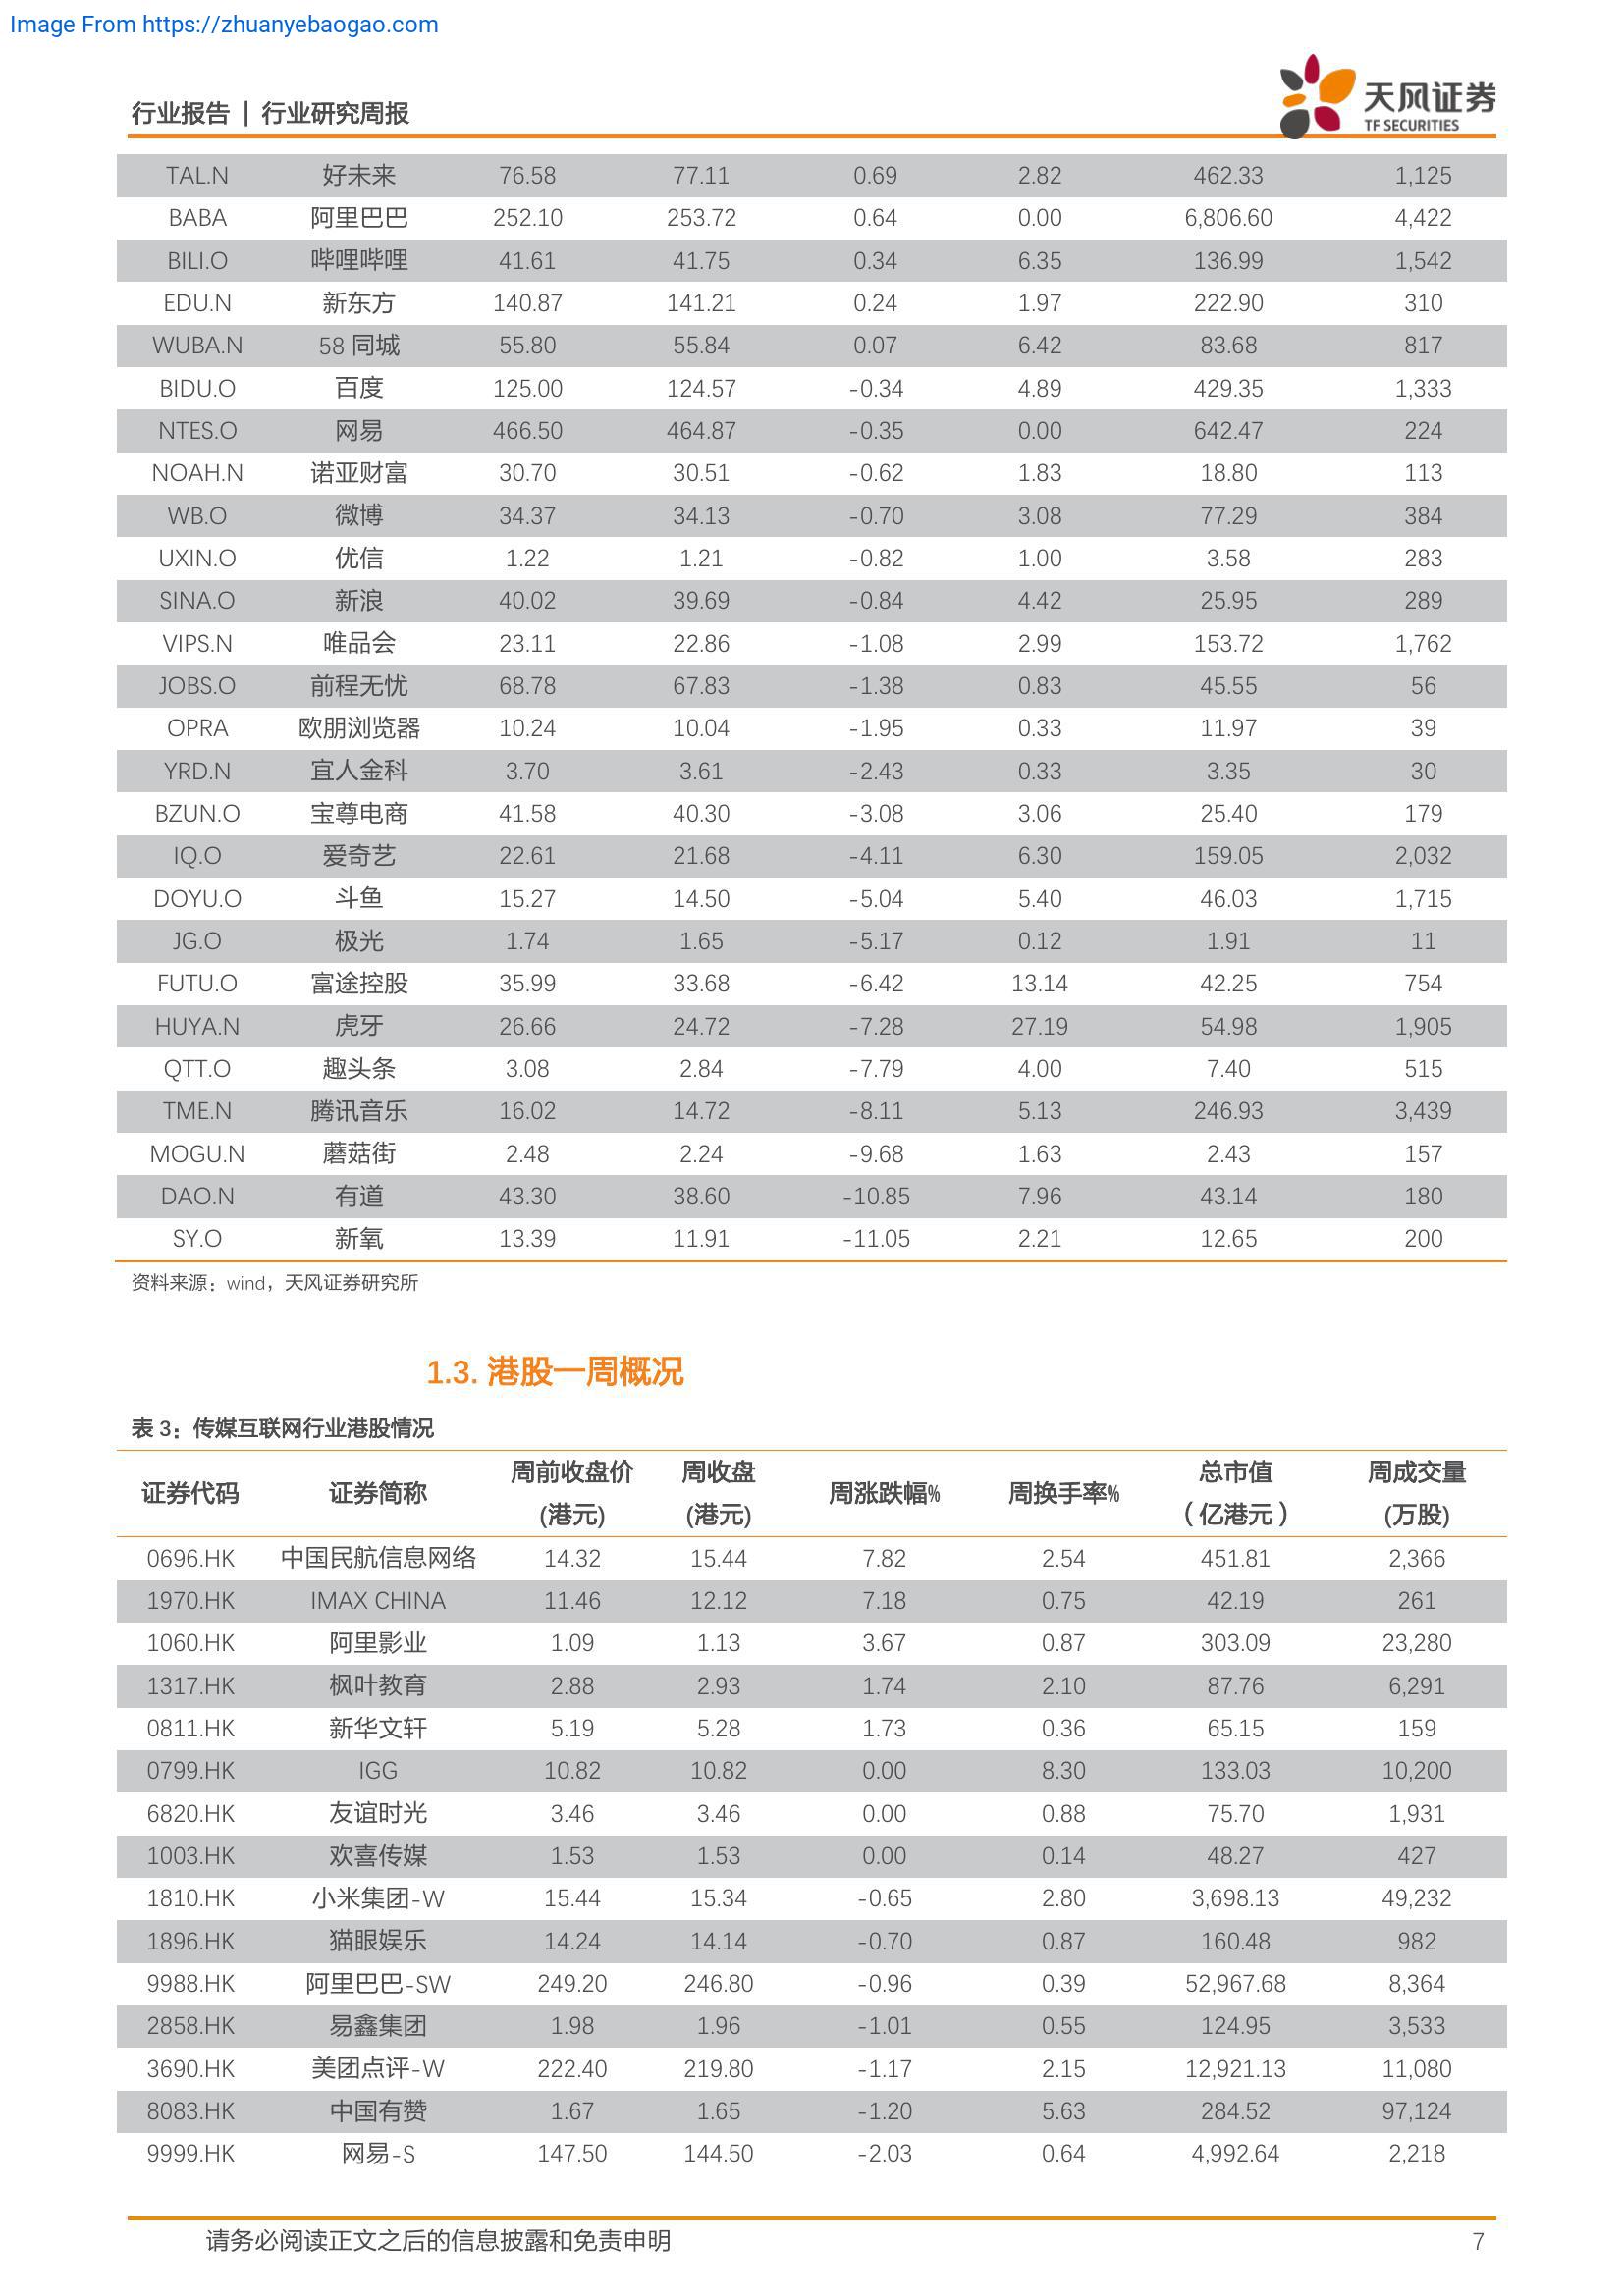 Image From https://zhuanyebaogao.com
行业报告 | 行业研究周报
天风证券
TF SECURITIES
TAL.N 好未来 76.58 77.11 0.69 2.82 462.33 1,125
BABA 阿里巴巴 252.10 253.72 0.64 0.00 6,806.60 4,422
BILI.O 哔哩哔哩 41.61 41.75 0.34 6.35 136.99 1,542
EDU.N 新东方 140.87 141.21 0.24 1.97 222.90 310
WUBA.N 58 同城 55.80 55.84 0.07 6.42 83.68 817
BIDU.O 百度 125.00 124.57 -0.34 4.89 429.35 1,333
NTES.O 网易 466.50 464.87 -0.35 0.00 642.47 224
NOAH.N 诺亚财富 30.70 30.51 -0.62 1.83 18.80 113
WB.O 微博 34.37 34.13 -0.70 3.08 77.29 384
UXIN.O 优信 1.22 1.21 -0.82 1.00 3.58 283
SINA.O 新浪 40.02 39.69 -0.84 4.42 25.95 289
VIPS.N 唯品会 23.11 22.86 -1.08 2.99 153.72 1,762
JOBS.O 前程无忧 68.78 67.83 -1.38 0.83 45.55 56
OPRA 欧朋浏览器 10.24 10.04 -1.95 0.33 11.97 39
YRD.N 宜人金科 3.70 3.61 -2.43 0.33 3.35 30
BZUN.O 宝尊电商 41.58 40.30 -3.08 3.06 25.40 179
IQ.O 爱奇艺 22.61 21.68 -4.11 6.30 159.05 2,032
DOYU.O 斗鱼 15.27 14.50 -5.04 5.40 46.03 1,715
JG.O 极光 1.74 1.65 -5.17 0.12 1.91 11
FUTU.O 富途控股 35.99 33.68 -6.42 13.14 42.25 754
HUYA.N 虎牙 26.66 24.72 -7.28 27.19 54.98 1,905
QTT.O 趣头条 3.08 2.84 -7.79 4.00 7.40 515
TME.N 腾讯音乐 16.02 14.72 -8.11 5.13 246.93 3,439
MOGU.N 蘑菇街 2.48 2.24 -9.68 1.63 2.43 157
DAO.N 有道 43.30 38.60 -10.85 7.96 43.14 180
SY.O 新氧 13.39 11.91 -11.05 2.21 12.65 200
资料来源：wind，天风证券研究所
1.3. 港股一周概况
表 3：传媒互联网行业港股情况
证券代码 证券简称 周前收盘价(港元) 周收盘(港元) 周涨跌幅% 周换手率% 总市值（亿港元） 周成交量(万股)
0696.HK 中国民航信息网络 14.32 15.44 7.82 2.54 451.81 2,366
1970.HK IMAX CHINA 11.46 12.12 7.18 0.75 42.19 261
1060.HK 阿里影业 1.09 1.13 3.67 0.87 303.09 23,280
1317.HK 枫叶教育 2.88 2.93 1.74 2.10 87.76 6,291
0811.HK 新华文轩 5.19 5.28 1.73 0.36 65.15 159
0799.HK IGG 10.82 10.82 0.00 8.30 133.03 10,200
6820.HK 友谊时光 3.46 3.46 0.00 0.88 75.70 1,931
1003.HK 欢喜传媒 1.53 1.53 0.00 0.14 48.27 427
1810.HK 小米集团-W 15.44 15.34 -0.65 2.80 3,698.13 49,232
1896.HK 猫眼娱乐 14.24 14.14 -0.70 0.87 160.48 982
9988.HK 阿里巴巴-SW 249.20 246.80 -0.96 0.39 52,967.68 8,364
2858.HK 易鑫集团 1.98 1.96 -1.01 0.55 124.95 3,533
3690.HK 美团点评-W 222.40 219.80 -1.17 2.15 12,921.13 11,080
8083.HK 中国有赞 1.67 1.65 -1.20 5.63 284.52 97,124
9999.HK 网易-S 147.50 144.50 -2.03 0.64 4,992.64 2,218
请务必阅读正文之后的信息披露和免责申明 7